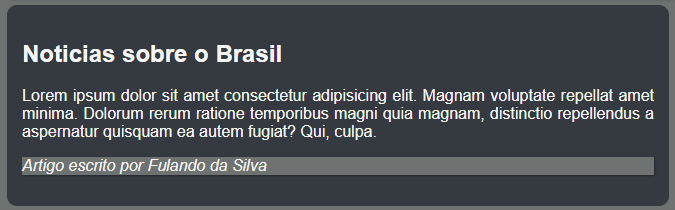 Noticias sobre o Brasil
Lorem ipsum dolor sit amet consectetur adipisicing elit. Magnam voluptate repellat amet
minima. Dolorum rerum ratione temporibus magni quia magnam, distinctio repellendus a
aspernatur quisquam ea autem fugiat? Qui, culpa.
Artigo escrito por Fulando da Silva